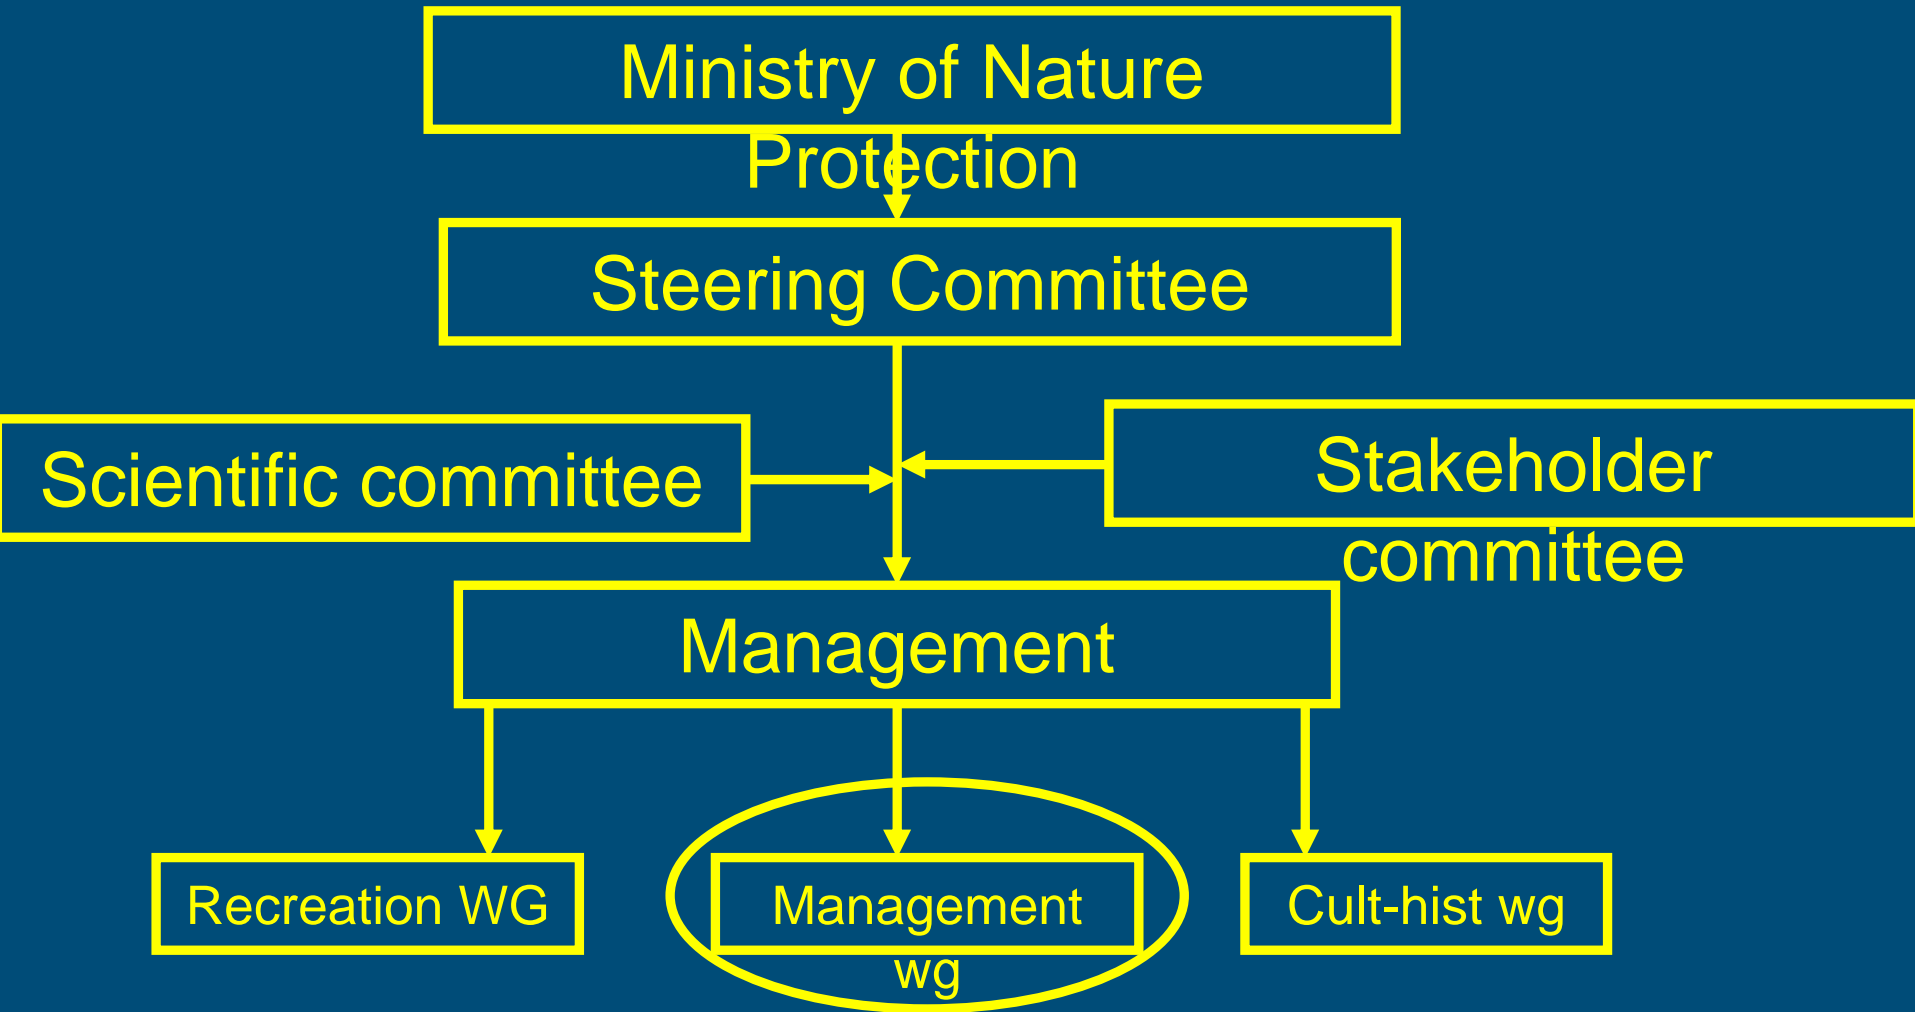 Ministry of Nature
Protection
Steering Committee
Scientific committee
Stakeholder
committee
Management
Recreation WG
Management
wg
Cult-hist wg